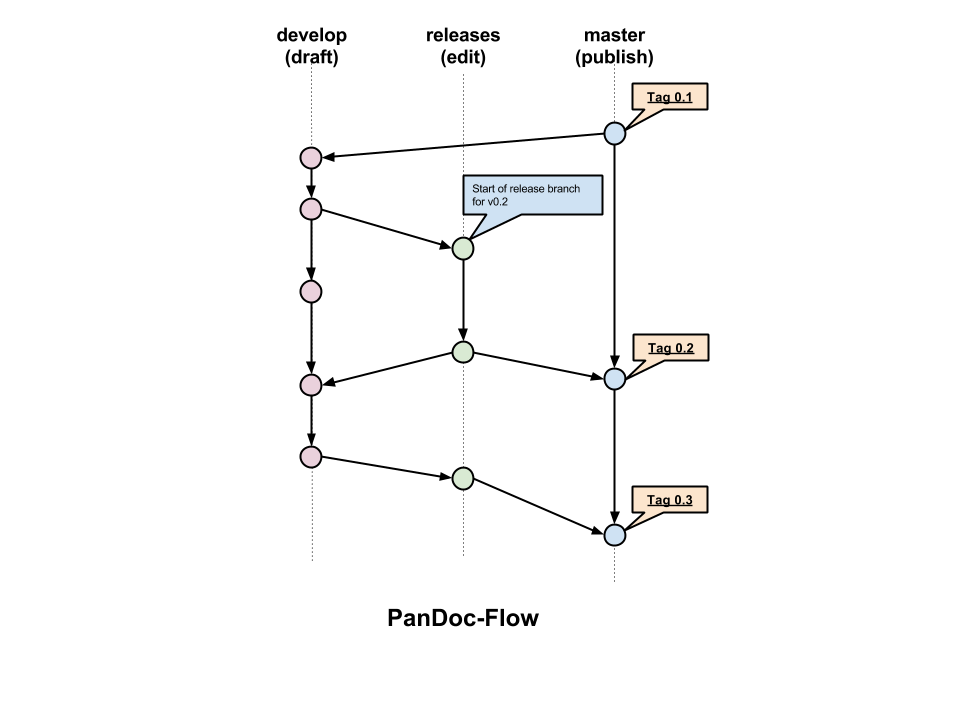 develop
(draft)
releases
(edit)
master
(publish)
Tag 0.1
Start of release branch
for v0.2
Tag 0.2
Tag 0.3
PanDoc-Flow